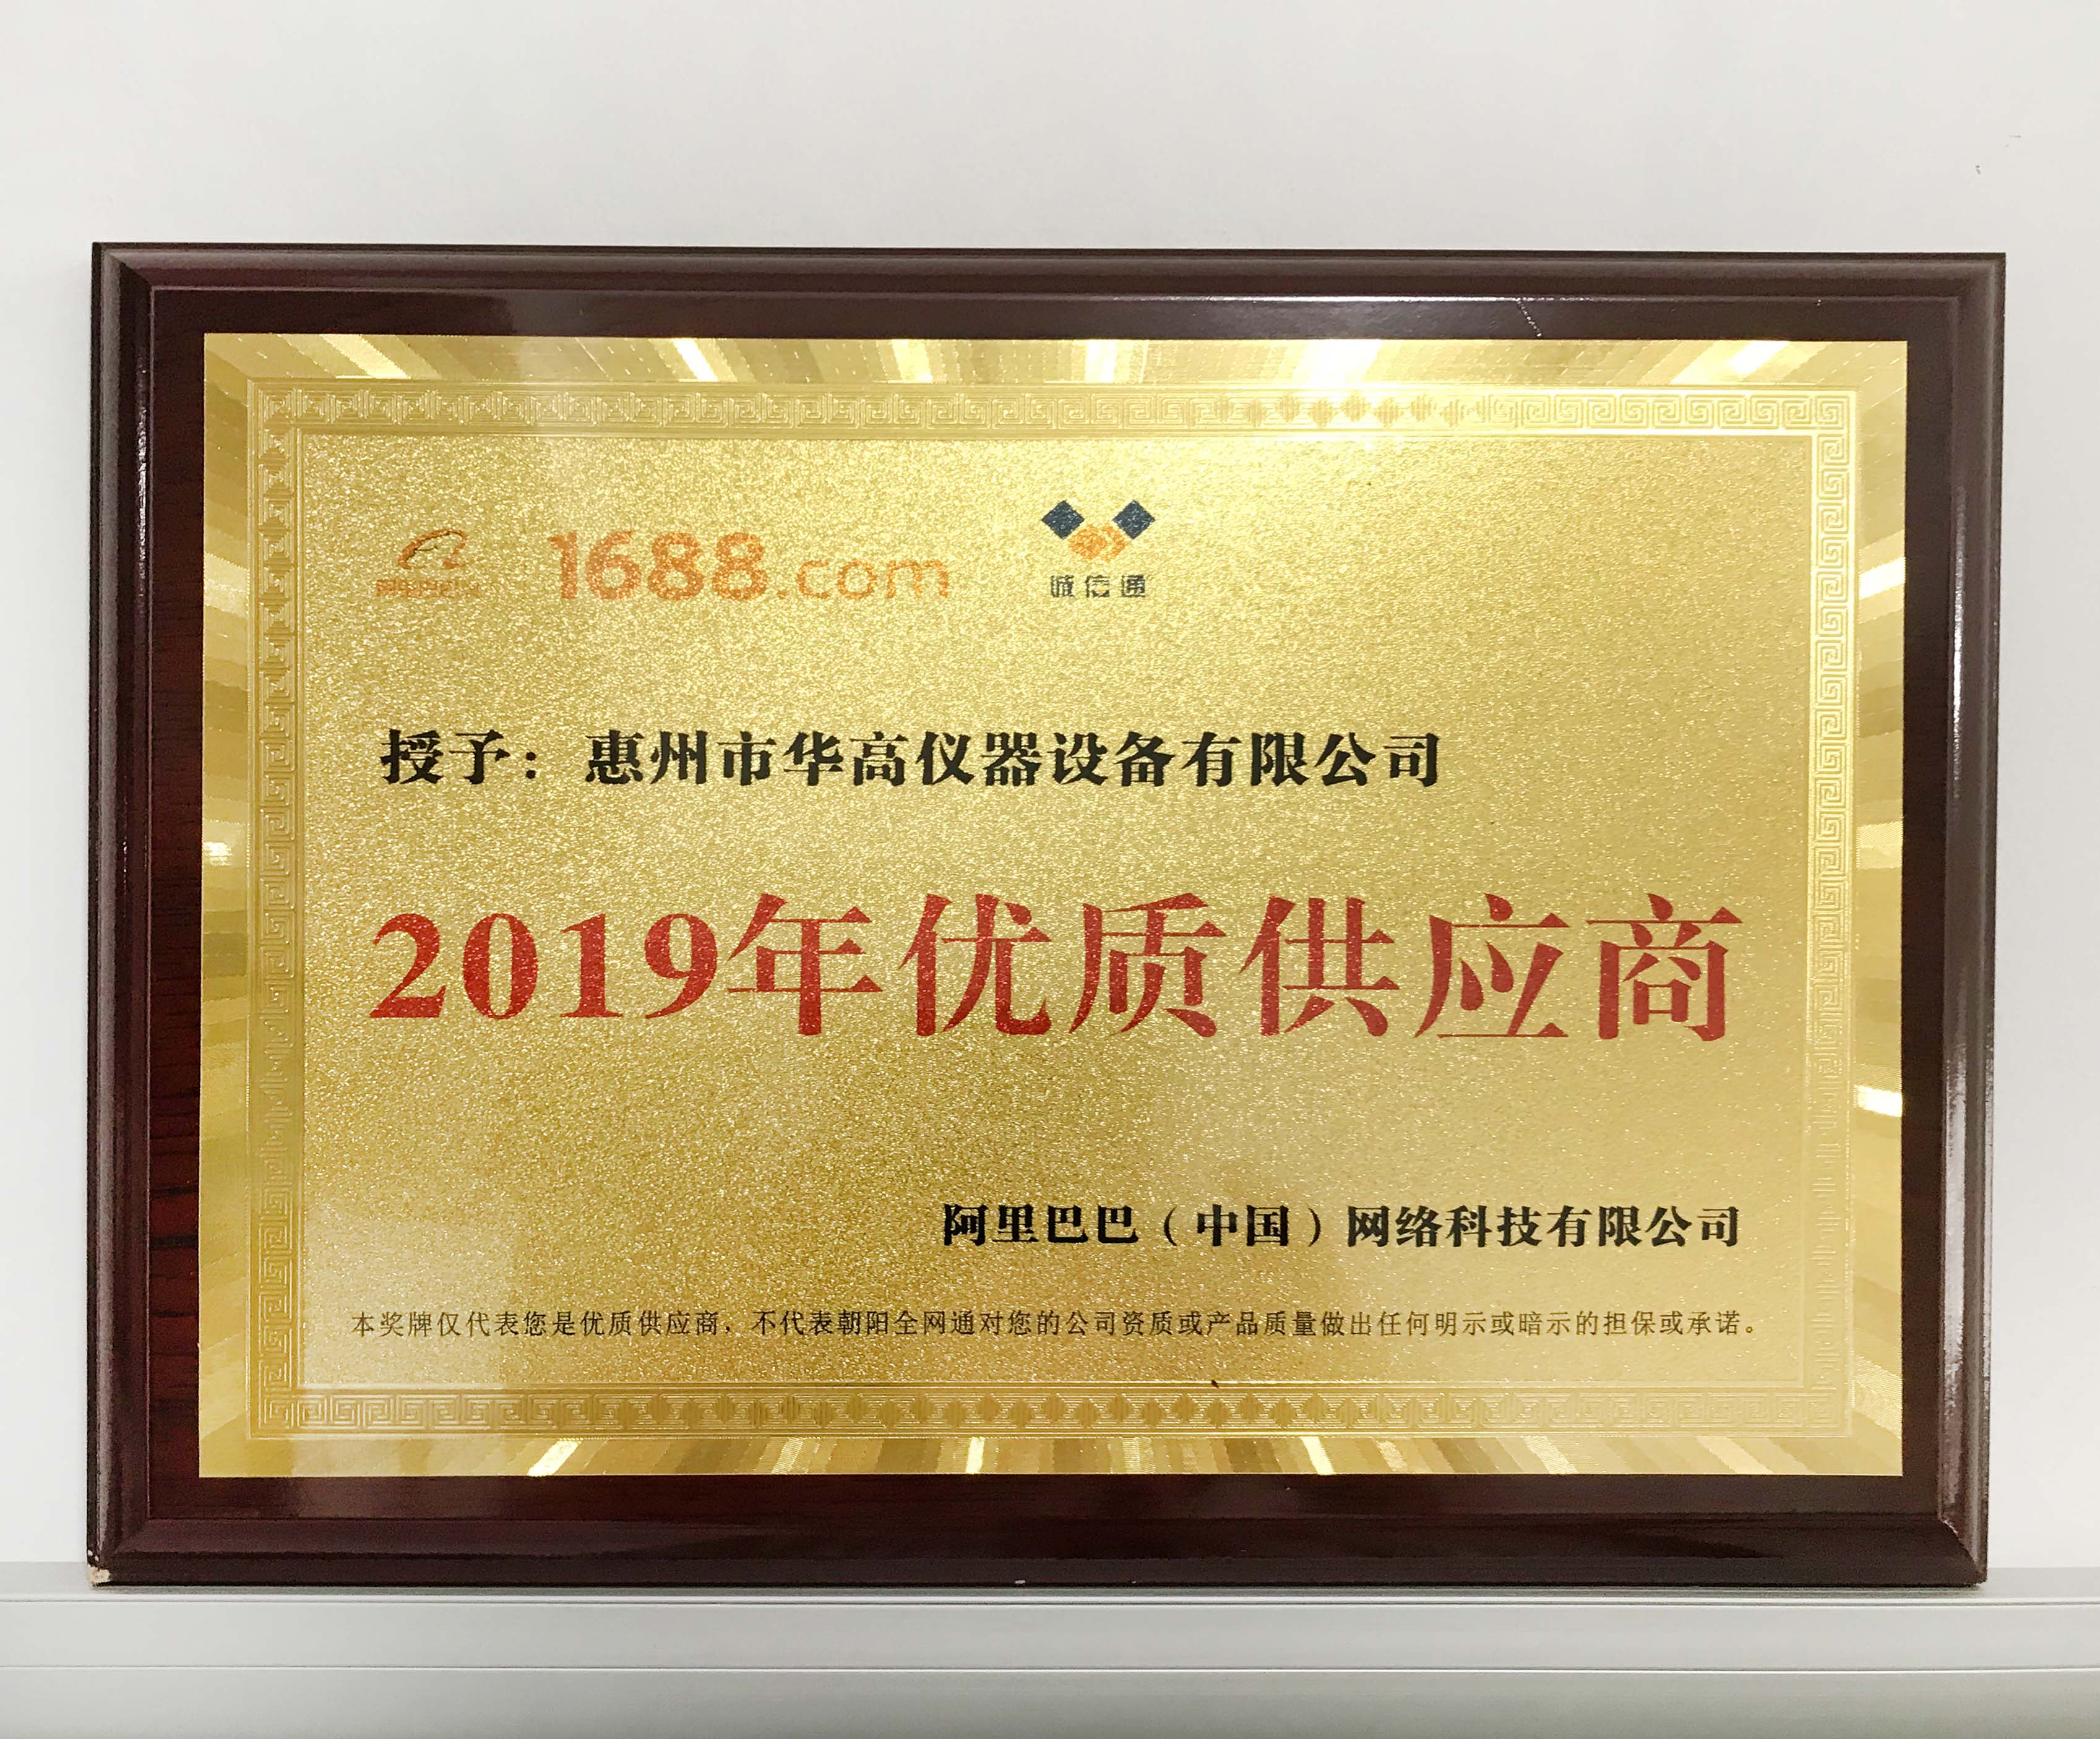 阿里巴巴 1688.com 诚信通
授予：惠州市华高仪器设备有限公司
2019年优质供应商
阿里巴巴（中国）网络科技有限公司
本奖牌仅代表您是优质供应商，不代表朝阳全网通对您的公司资质或产品质量做出任何明示或暗示的担保或承诺。